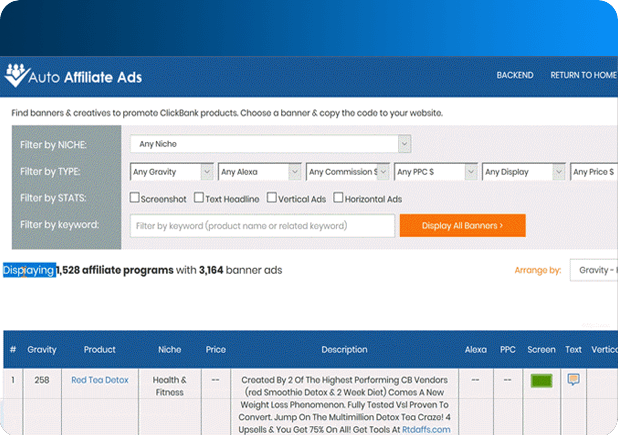 Auto Affiliate Ads
BACKEND RETURN TO HOME
Find banners & creatives to promote ClickBank products. Choose a banner & copy the code to your website.
Filter by NICHE: Any Niche
Filter by TYPE: Any Gravity Any Alexa Any Commission $ Any PPC $ Any Display Any Price $
Filter by STATS: Screenshot Text Headline Vertical Ads Horizontal Ads
Filter by keyword: Filter by keyword (product name or related keyword) Display All Banners >
Displaying 1,528 affiliate programs with 3,164 banner ads
Arrange by: Gravity -
# Gravity Product Niche Price Description Alexa PPC Screen Text Vertic
1 258 Red Tea Detox Health & Fitness -- Created By 2 Of The Highest Performing CB Vendors -- --
(red Smoothie Detox & 2 Week Diet) Comes A New
Weight Loss Phenomenon. Fully Tested Vsl Proven To
Convert. Jump On The Multimillion Detox Tea Craze! 4
Upsells & You Get 75% On All! Get Tools At Rtdaffs.com